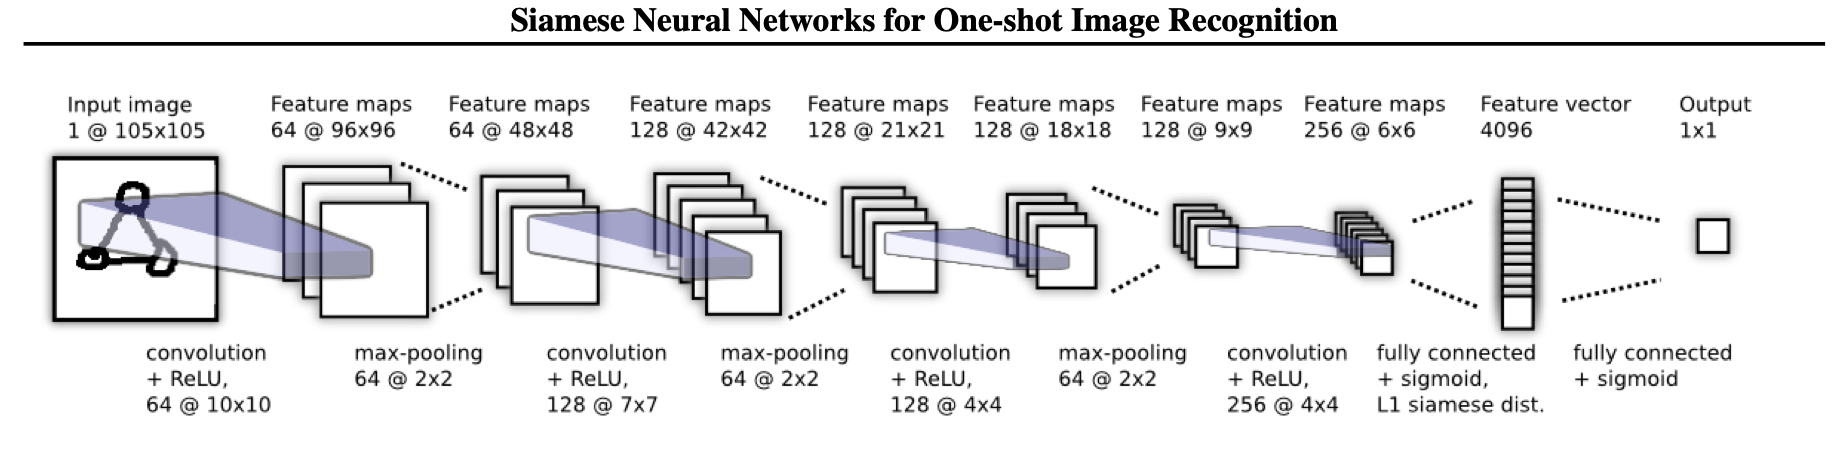 Siamese Neural Networks for One-shot Image Recognition
Input image
1 @ 105x105
Feature maps
64 @ 96x96
Feature maps
64 @ 48x48
Feature maps
128 @ 42x42
Feature maps
128 @ 21x21
Feature maps
128 @ 18x18
Feature maps
128 @ 9x9
Feature maps
256 @ 6x6
Feature vector
4096
Output
1x1
convolution
+ ReLU,
64 @ 10x10
max-pooling
64 @ 2x2
convolution
+ ReLU,
128 @ 7x7
max-pooling
64 @ 2x2
convolution
+ ReLU,
128 @ 4x4
max-pooling
64 @ 2x2
convolution
+ ReLU,
256 @ 4x4
fully connected
+ sigmoid,
L1 siamese dist.
fully connected
+ sigmoid